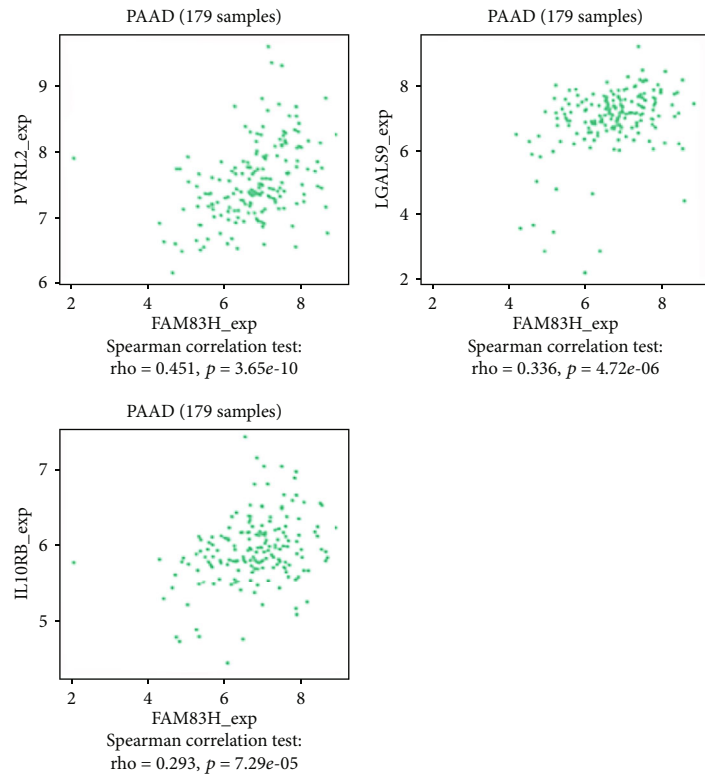 PAAD (179 samples)
PVRL2_exp
9
8
7
6
2
4
6
8
FAM83H_exp
Spearman correlation test:
rho = 0.451, p = 3.65e-10
PAAD (179 samples)
LGALS9_exp
8
6
4
2
2
4
6
8
FAM83H_exp
Spearman correlation test:
rho = 0.336, p = 4.72e-06
PAAD (179 samples)
IL10RB_exp
7
6
5
2
4
6
8
FAM83H_exp
Spearman correlation test:
rho = 0.293, p = 7.29e-05